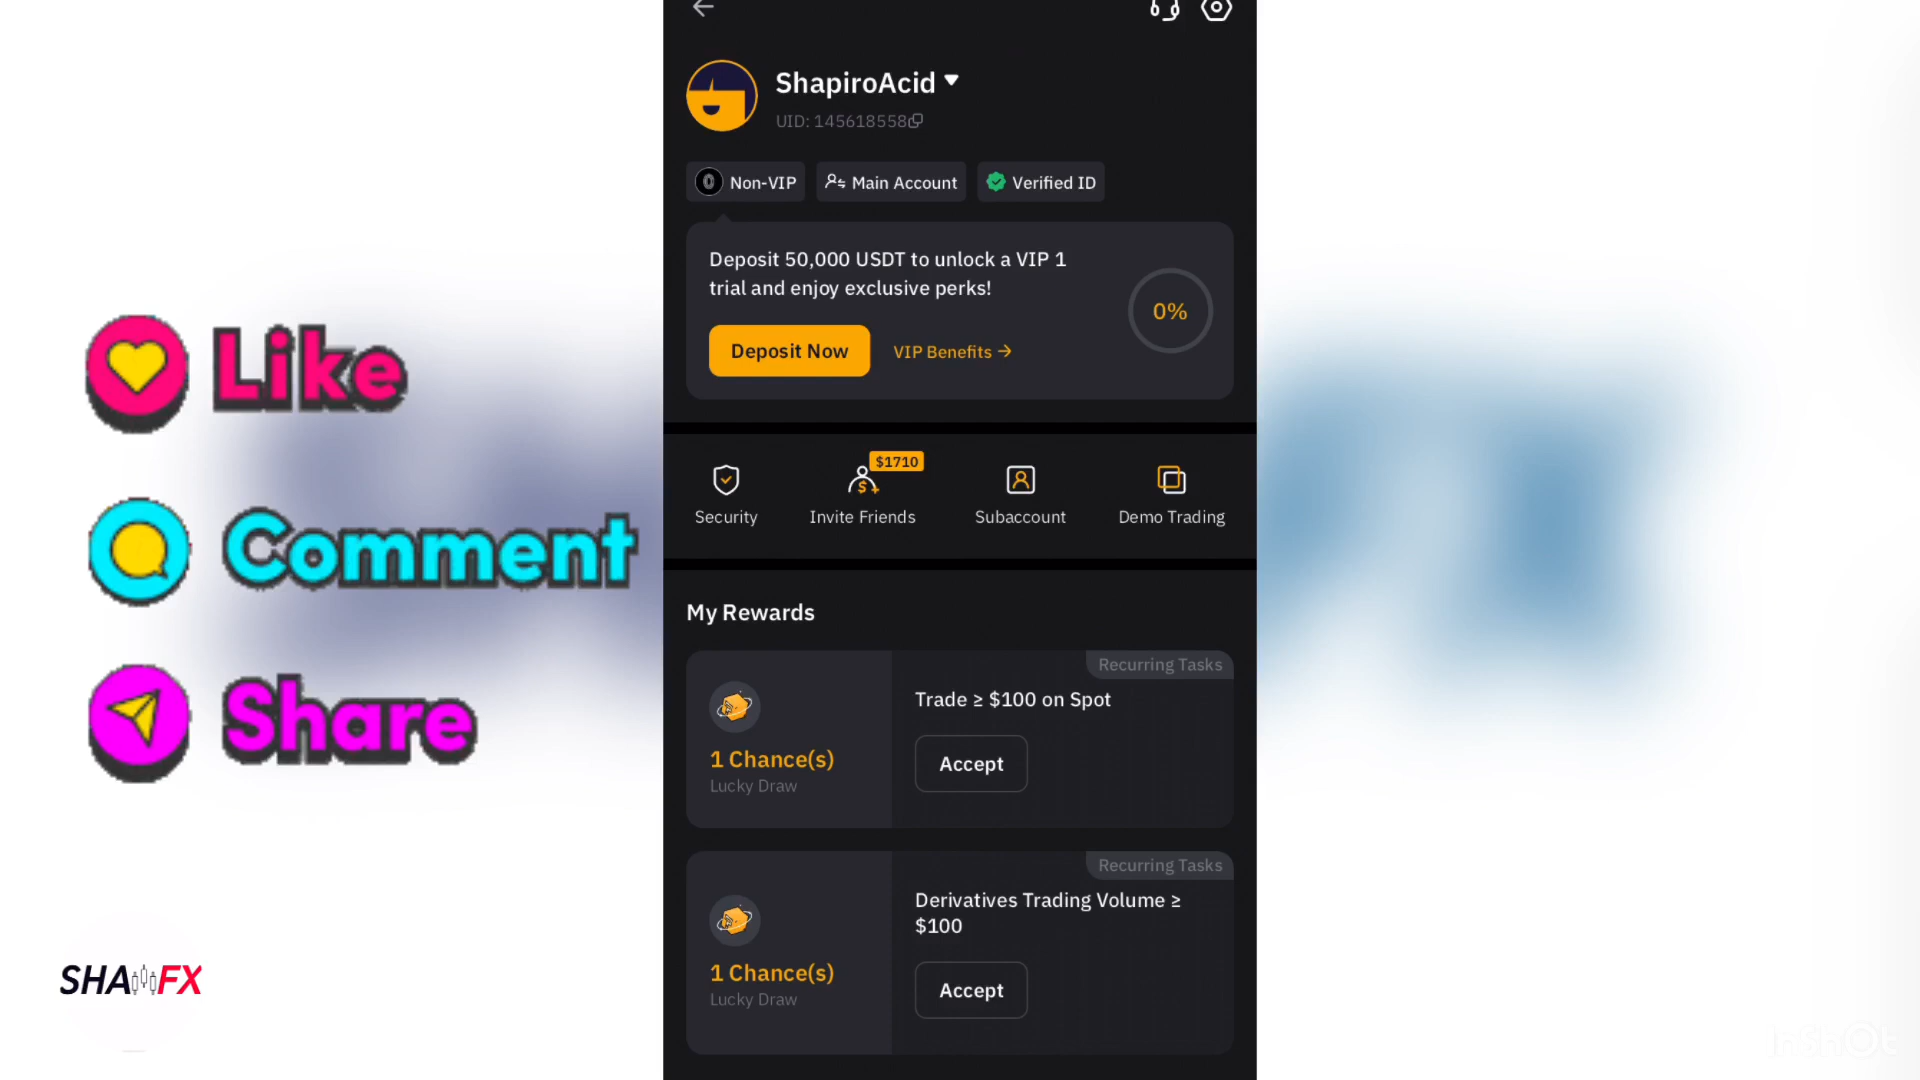 ShapiroAcid
UID: 145618558
Non-VIP
Main Account
Verified ID
Deposit 50,000 USDT to unlock a VIP 1
trial and enjoy exclusive perks!
0%
Deposit Now
VIP Benefits
Like
Comment
Share
$1710
Security
Invite Friends
Subaccount
Demo Trading
My Rewards
Recurring Tasks
Trade ≥ $100 on Spot
1 Chance(s)
Lucky Draw
Accept
Recurring Tasks
Derivatives Trading Volume ≥
$100
1 Chance(s)
Lucky Draw
Accept
SHAFX
InShOt